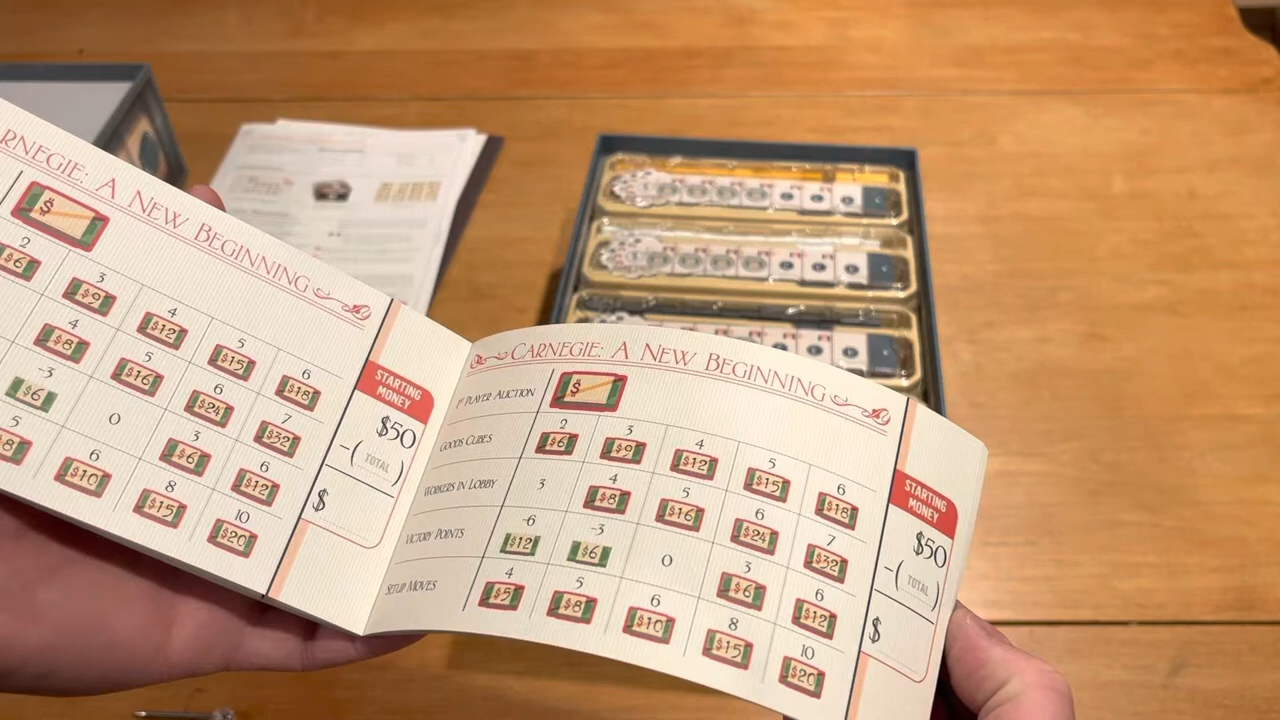 RNEGIE: A NEW BEGINNING
$
2 3 4 5 6
$6 $9 $12 $15 $18
4 5 6 7
$8 $16 $24 $32
-3 0 3 6
$6 $6 $12
5 6 8 10
$8 $10 $15 $20
STARTING
MONEY
$50
-( TOTAL )
$
CARNEGIE: A NEW BEGINNING
1ST PLAYER AUCTION $
GOODS CUBES 2 3 4 5 6
$6 $9 $12 $15 $18
WORKERS IN LOBBY 3 4 5 6 7
$8 $16 $24 $32
VICTORY POINTS -6 -3 0 3 6
$12 $6 $6 $12
SETUP MOVES 4 5 6 8 10
$5 $8 $10 $15 $20
STARTING
MONEY
$50
-( TOTAL )
$